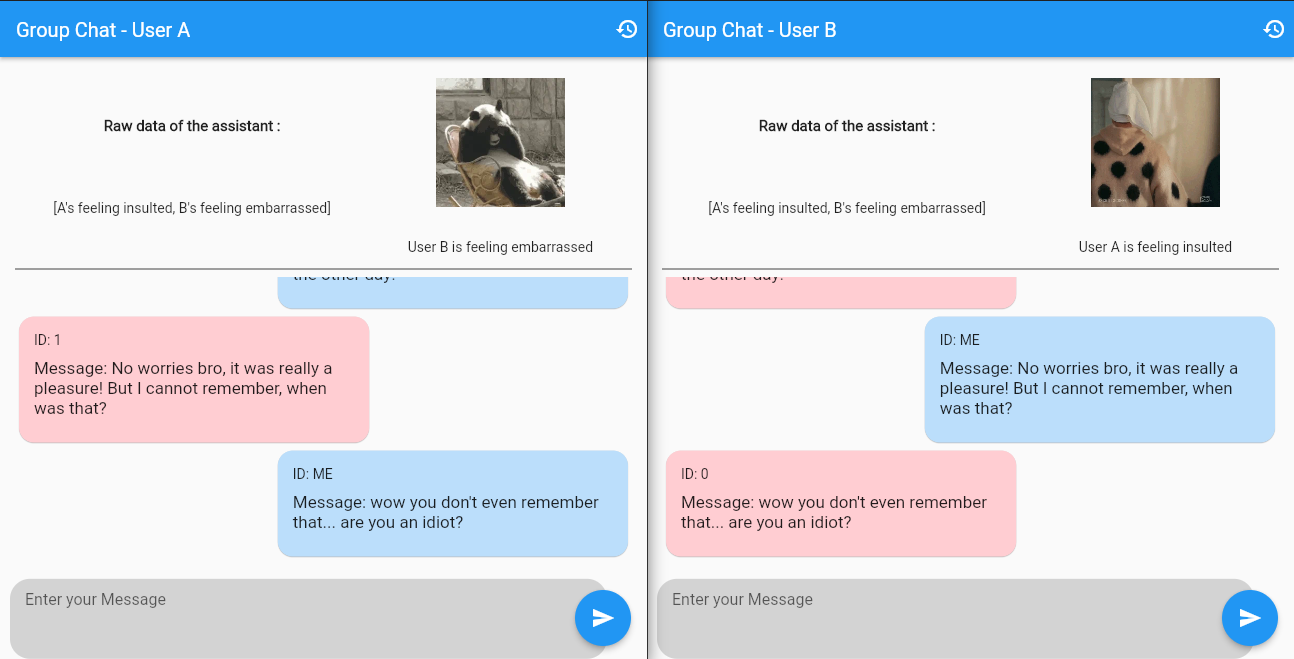 Group Chat - User A
Raw data of the assistant :
[A's feeling insulted, B's feeling embarrassed]
User B is feeling embarrassed
the other day!
ID: 1
Message: No worries bro, it was really a
pleasure! But I cannot remember, when
was that?
ID: ME
Message: wow you don't even remember
that... are you an idiot?
Enter your Message
Group Chat - User B
Raw data of the assistant :
[A's feeling insulted, B's feeling embarrassed]
User A is feeling insulted
the other day!
ID: ME
Message: No worries bro, it was really a
pleasure! But I cannot remember, when
was that?
ID: 0
Message: wow you don't even remember
that... are you an idiot?
Enter your Message